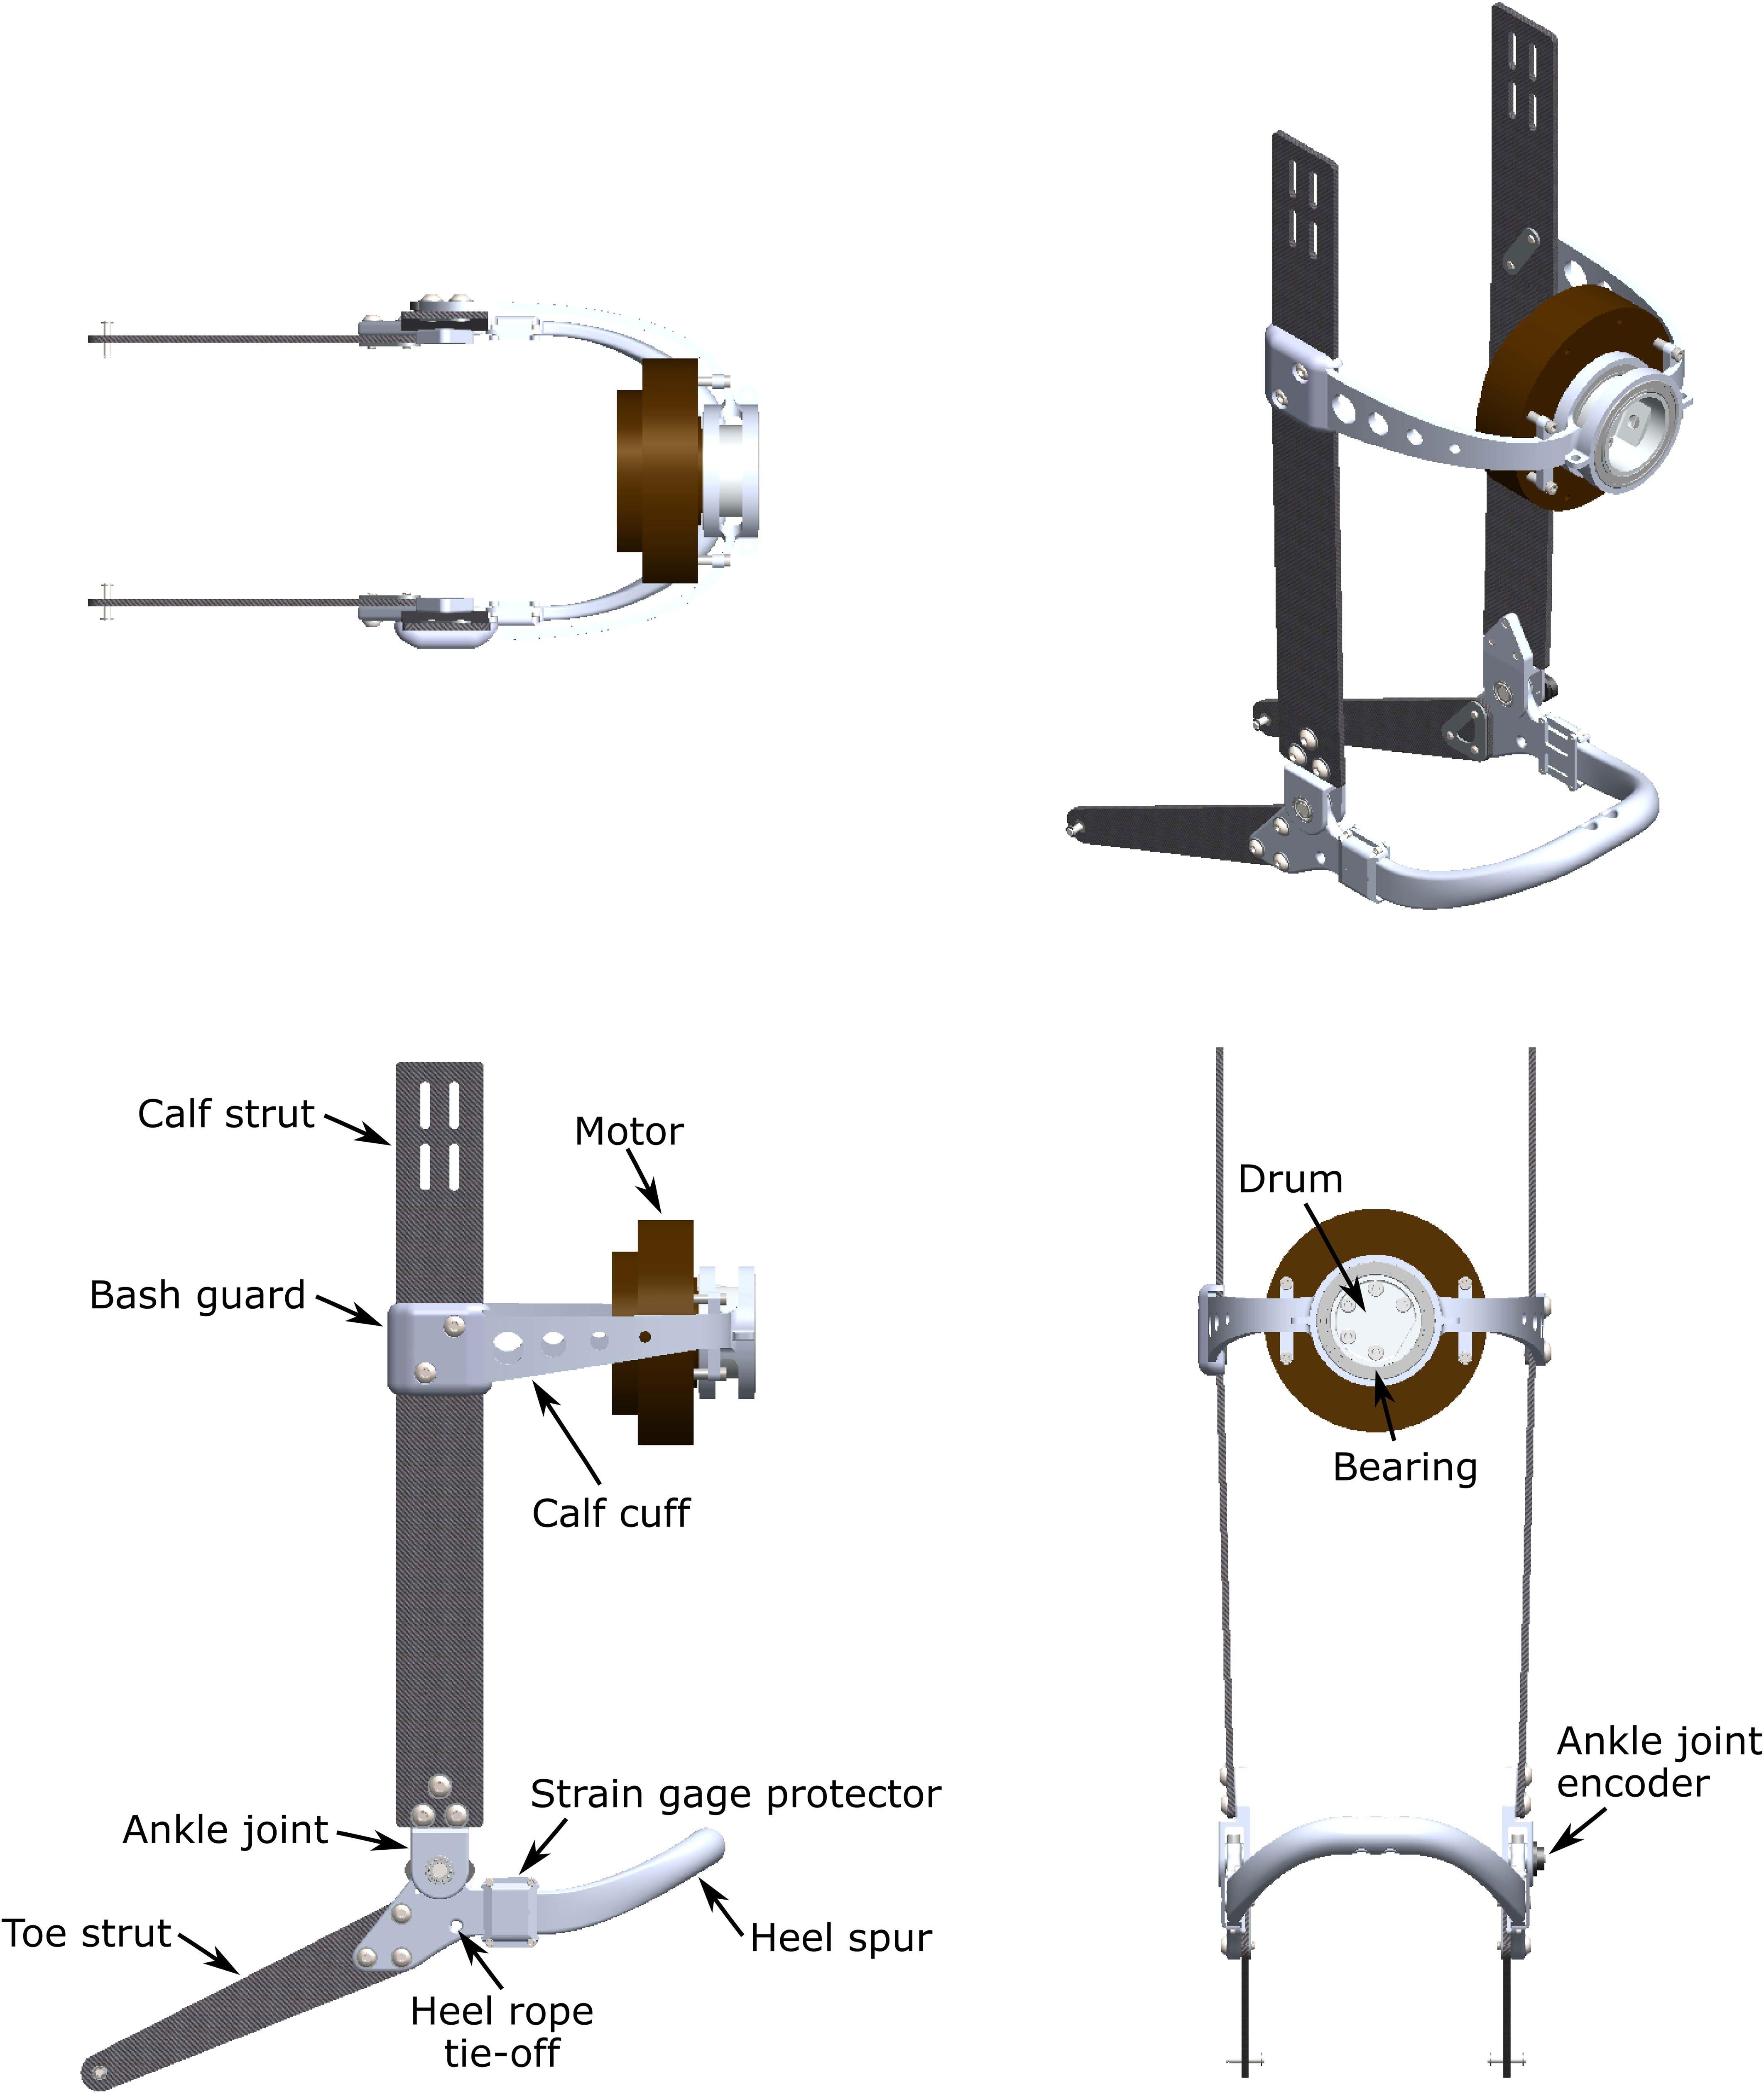 Calf strut
Motor
Bash guard
Calf cuff
Drum
Bearing
Strain gage protector
Ankle joint
Toe strut
Heel spur
Heel rope
tie-off
Ankle joint
encoder